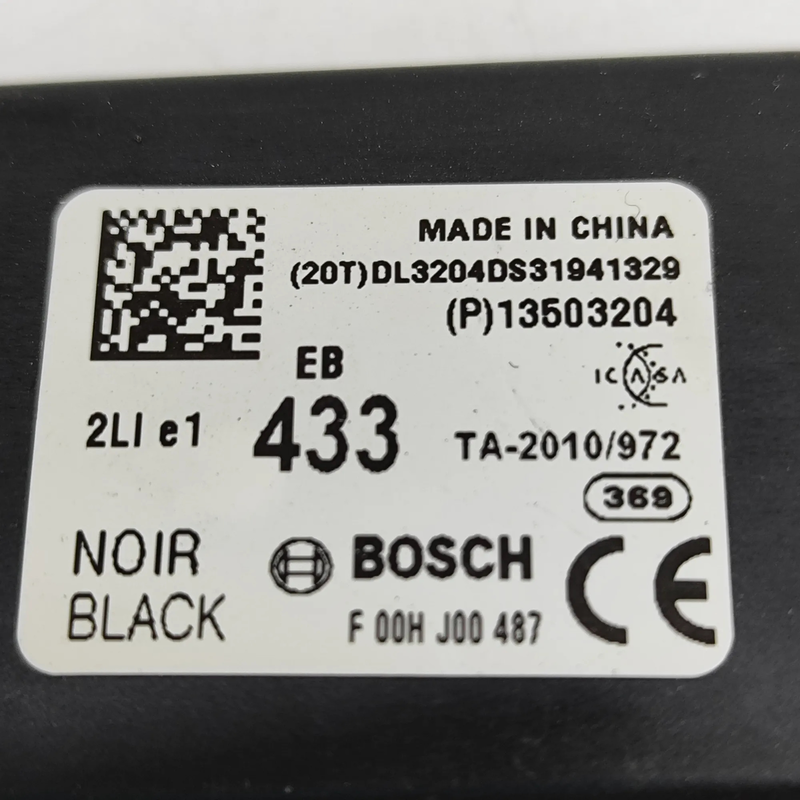 MADE IN CHINA
(20T)DL3204DS31941329
(P)13503204
EB
ICASA
2LI e1
433
TA-2010/972
369
NOIR
BOSCH
CE
BLACK
F 00H J00 487